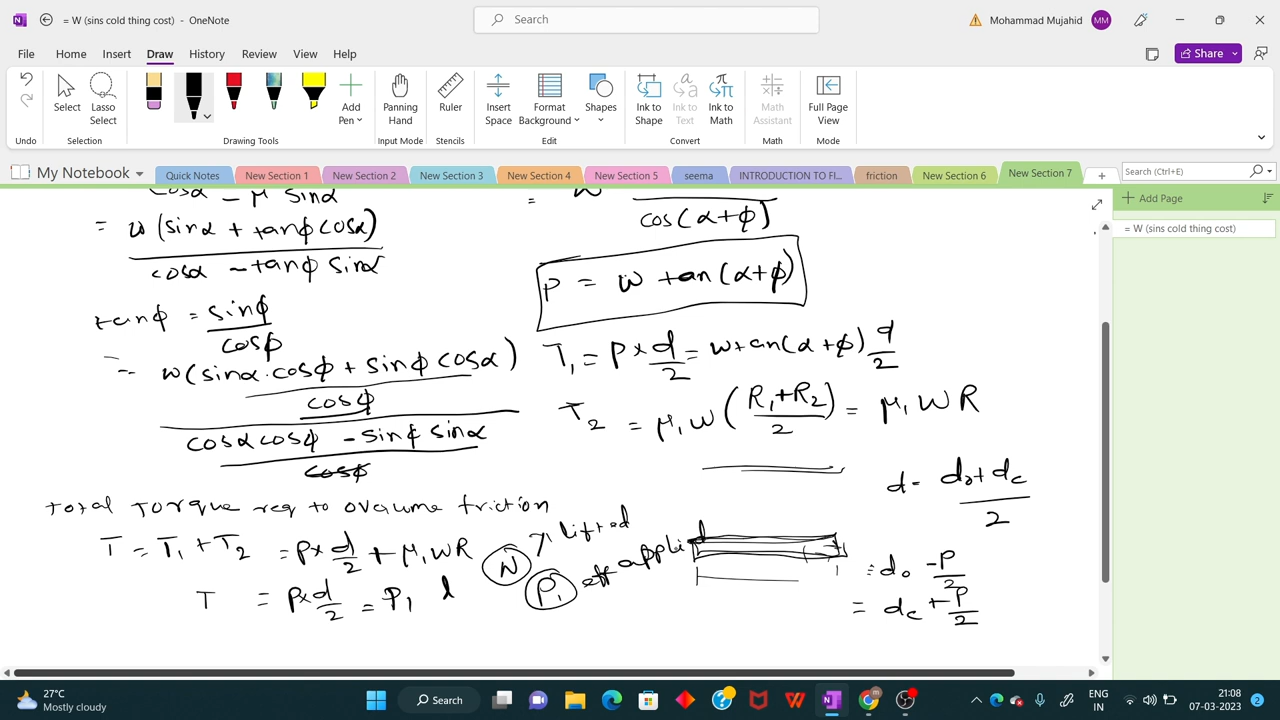 = W (sins cold thing cost) - OneNote
Search
Mohammad Mujahid
MM
File Home Insert Draw History Review View Help
Share
Select
Lasso Select
Add Pen
Panning Hand
Ruler
Insert Space
Format Background
Shapes
Ink to Shape
Ink to Text
Ink to Math
Math Assistant
Full Page View
Undo Selection Drawing Tools Input Mode Stencils Edit Convert Math Mode
My Notebook
Quick Notes New Section 1 New Section 2 New Section 3 New Section 4 New Section 5 seema INTRODUCTION TO FI... friction New Section 6 New Section 7
Search (Ctrl+E)
Add Page
= W (sins cold thing cost)
cosα - μ sinα
= w (sinα + tanφ cosα)
cosα - tanφ sinα
tanφ = sinφ
cosφ
= w(sinα.cosφ + sinφ cosα)
cosφ
cosαcosφ - sinφ sinα
cosφ
= W
cos(α+φ)
P = w tan(α+φ)
T₁ = P × d/2 = w tan(α+φ) d/2
T₂ = μ₁ w (R₁+R₂/2) = μ₁ W R
d = d₀ + dc
2
Total Torque req to overcume friction
T = T₁ + T₂ = P× d/2 + μ₁ W R
T = P× d/2 = P₁ l
W lifted
P₁ eff applied
= d₀ - P/2
= dc + P/2
27°C
Mostly cloudy
Search
ENG
IN
21:08
07-03-2023
2